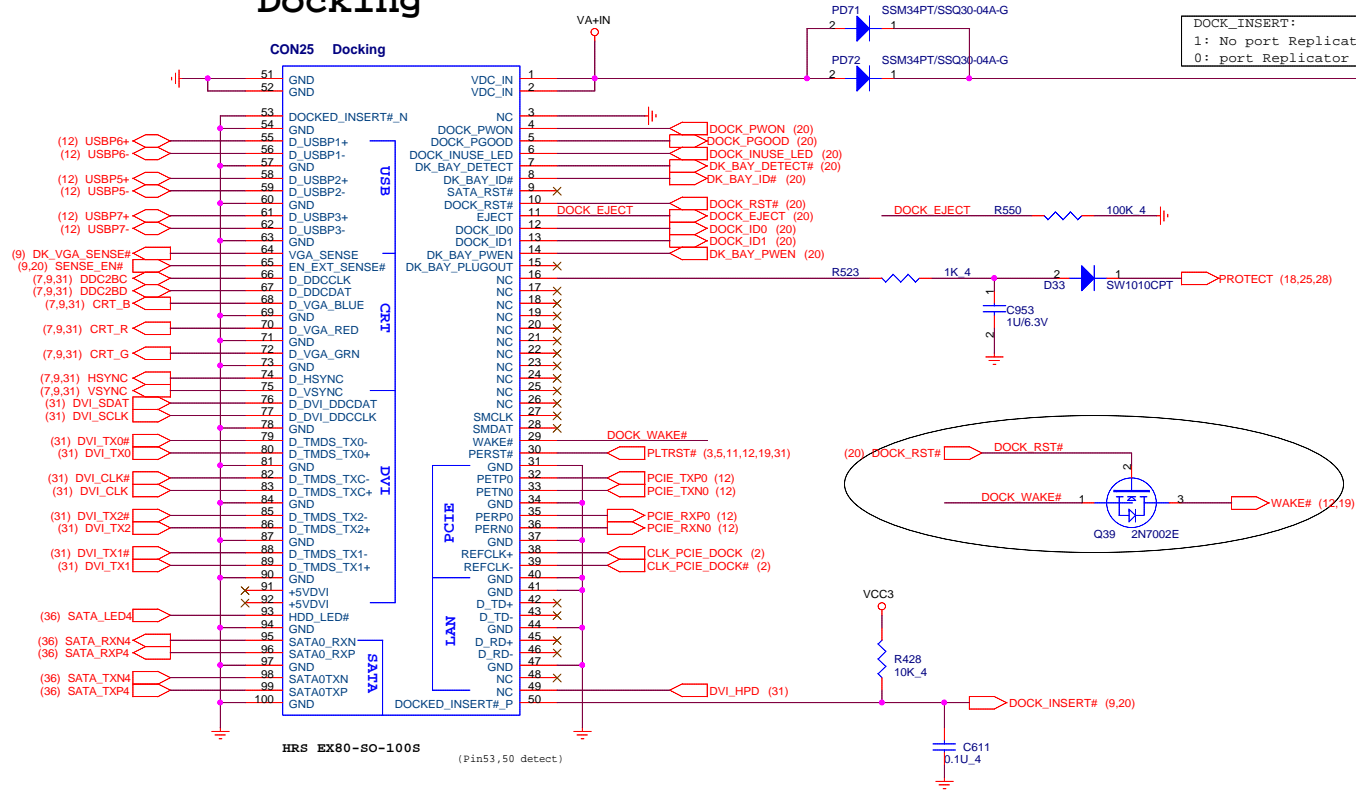 Docking
CON25 Docking
VA+IN
PD71 SSM34PT/SSQ30-04A-G
2 1
PD72 SSM34PT/SSQ30-04A-G
2 1
DOCK_INSERT:
1: No port Replicat
0: port Replicator
51 GND
52 GND
53 DOCKED_INSERT#_N
54 GND
(12) USBP6+ 55 D_USBP1+
(12) USBP6- 56 D_USBP1-
57 GND
(12) USBP5+ 58 D_USBP2+
(12) USBP5- 59 D_USBP2-
60 GND
(12) USBP7+ 61 D_USBP3+
(12) USBP7- 62 D_USBP3-
63 GND
(9) DK_VGA_SENSE# 64 VGA_SENSE
(9,20) SENSE_EN# 65 EN_EXT_SENSE#
(7,9,31) DDC2BC 66 D_DDCCLK
(7,9,31) DDC2BD 67 D_DDCDAT
(7,9,31) CRT_B 68 D_VGA_BLUE
69 GND
(7,9,31) CRT_R 70 D_VGA_RED
71 GND
(7,9,31) CRT_G 72 D_VGA_GRN
73 GND
(7,9,31) HSYNC 74 D_HSYNC
(7,9,31) VSYNC 75 D_VSYNC
(31) DVI_SDAT 76 D_DVI_DDCDAT
(31) DVI_SCLK 77 D_DVI_DDCCLK
78 GND
(31) DVI_TX0# 79 D_TMDS_TX0-
(31) DVI_TX0 80 D_TMDS_TX0+
81 GND
(31) DVI_CLK# 82 D_TMDS_TXC-
(31) DVI_CLK 83 D_TMDS_TXC+
84 GND
(31) DVI_TX2# 85 D_TMDS_TX2-
(31) DVI_TX2 86 D_TMDS_TX2+
87 GND
(31) DVI_TX1# 88 D_TMDS_TX1-
(31) DVI_TX1 89 D_TMDS_TX1+
90 GND
91 +5VDVI
92 +5VDVI
(36) SATA_LED4 93 HDD_LED#
94 GND
(36) SATA_RXN4 95 SATA0_RXN
(36) SATA_RXP4 96 SATA0_RXP
97 GND
(36) SATA_TXN4 98 SATA0TXN
(36) SATA_TXP4 99 SATA0TXP
100 GND
USB
CRT
DVI
SATA
PCIE
LAN
VDC_IN 1
VDC_IN 2
NC 3
DOCK_PWON 4 DOCK_PWON (20)
DOCK_PGOOD 5 DOCK_PGOOD (20)
DOCK_INUSE_LED 6 DOCK_INUSE_LED (20)
DK_BAY_DETECT 7 DK_BAY_DETECT# (20)
DK_BAY_ID# 8 DK_BAY_ID# (20)
SATA_RST# 9
DOCK_RST# 10 DOCK_RST# (20)
EJECT 11 DOCK_EJECT DOCK_EJECT (20)
DOCK_ID0 12 DOCK_ID0 (20)
DOCK_ID1 13 DOCK_ID1 (20)
DK_BAY_PWEN 14 DK_BAY_PWEN (20)
DK_BAY_PLUGOUT 15
NC 16
NC 17
NC 18
NC 19
NC 20
NC 21
NC 22
NC 23
NC 24
NC 25
NC 26
SMCLK 27
SMDAT 28
WAKE# 29 DOCK_WAKE#
PERST# 30 PLTRST# (3,5,11,12,19,31)
GND 31
PETP0 32 PCIE_TXP0 (12)
PETN0 33 PCIE_TXN0 (12)
GND 34
PERP0 35 PCIE_RXP0 (12)
PERN0 36 PCIE_RXN0 (12)
GND 37
REFCLK+ 38 CLK_PCIE_DOCK (2)
REFCLK- 39 CLK_PCIE_DOCK# (2)
GND 40
GND 41
D_TD+ 42
D_TD- 43
GND 44
D_RD+ 45
D_RD- 46
GND 47
NC 48
NC 49 DVI_HPD (31)
DOCKED_INSERT#_P 50
HRS EX80-SO-100S
(Pin53,50 detect)
DOCK_EJECT R550 100K_4
R523 1K_4
2 1
D33 SW1010CPT
PROTECT (18,25,28)
1
C953
1U/6.3V
2
(20) DOCK_RST# DOCK_RST#
2
DOCK_WAKE# 1 3 WAKE# (12,19)
Q39 2N7002E
VCC3
R428
10K_4
DOCK_INSERT# (9,20)
C611
0.1U_4